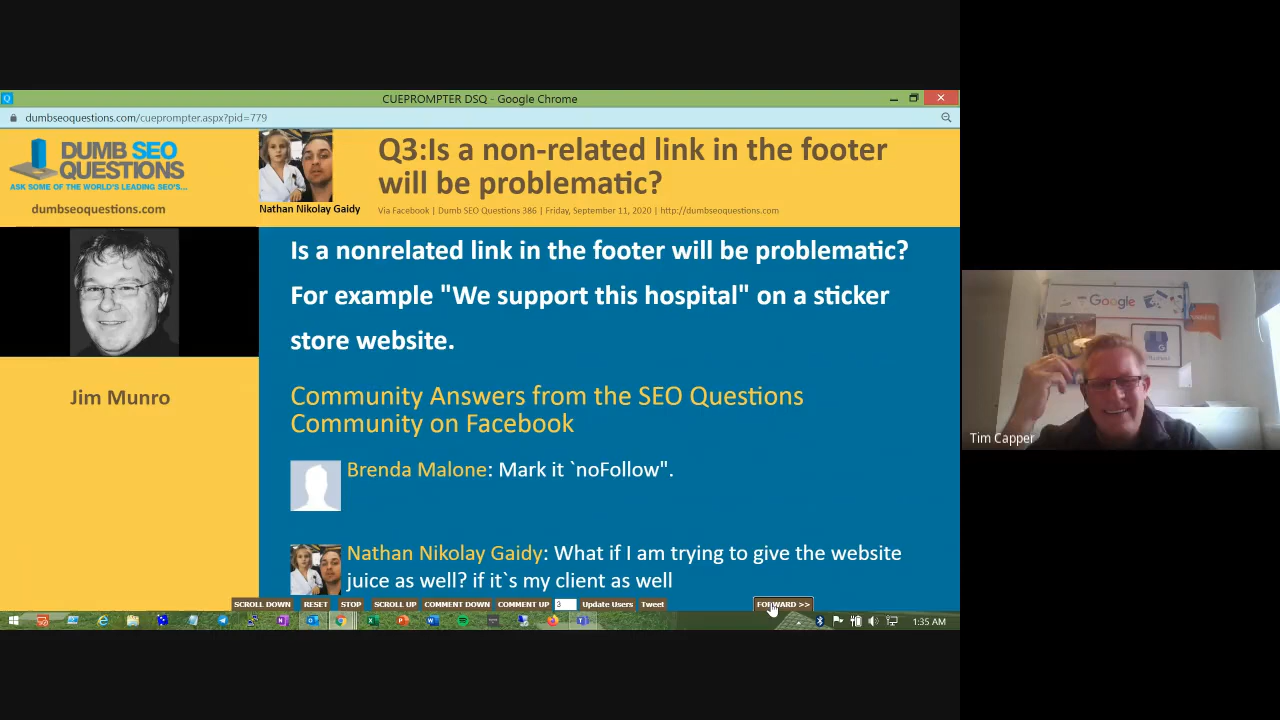 CUEPROMPTER DSQ - Google Chrome
dumbseoquestions.com/cueprompter.aspx?pid=779
DUMB SEO
QUESTIONS
ASK SOME OF THE WORLD'S LEADING SEO'S...
dumbseoquestions.com
Nathan Nikolay Gaidy
Q3:Is a non-related link in the footer
will be problematic?
Via Facebook | Dumb SEO Questions 386 | Friday, September 11, 2020 | http://dumbseoquestions.com
Jim Munro
Is a nonrelated link in the footer will be problematic?
For example "We support this hospital" on a sticker
store website.
Community Answers from the SEO Questions
Community on Facebook
Brenda Malone: Mark it `noFollow".
Nathan Nikolay Gaidy: What if I am trying to give the website
juice as well? if it`s my client as well
SCROLL DOWN RESET STOP SCROLL UP COMMENT DOWN COMMENT UP 3 Update Users Tweet FORWARD >>
1:35 AM
Google
Tim Capper